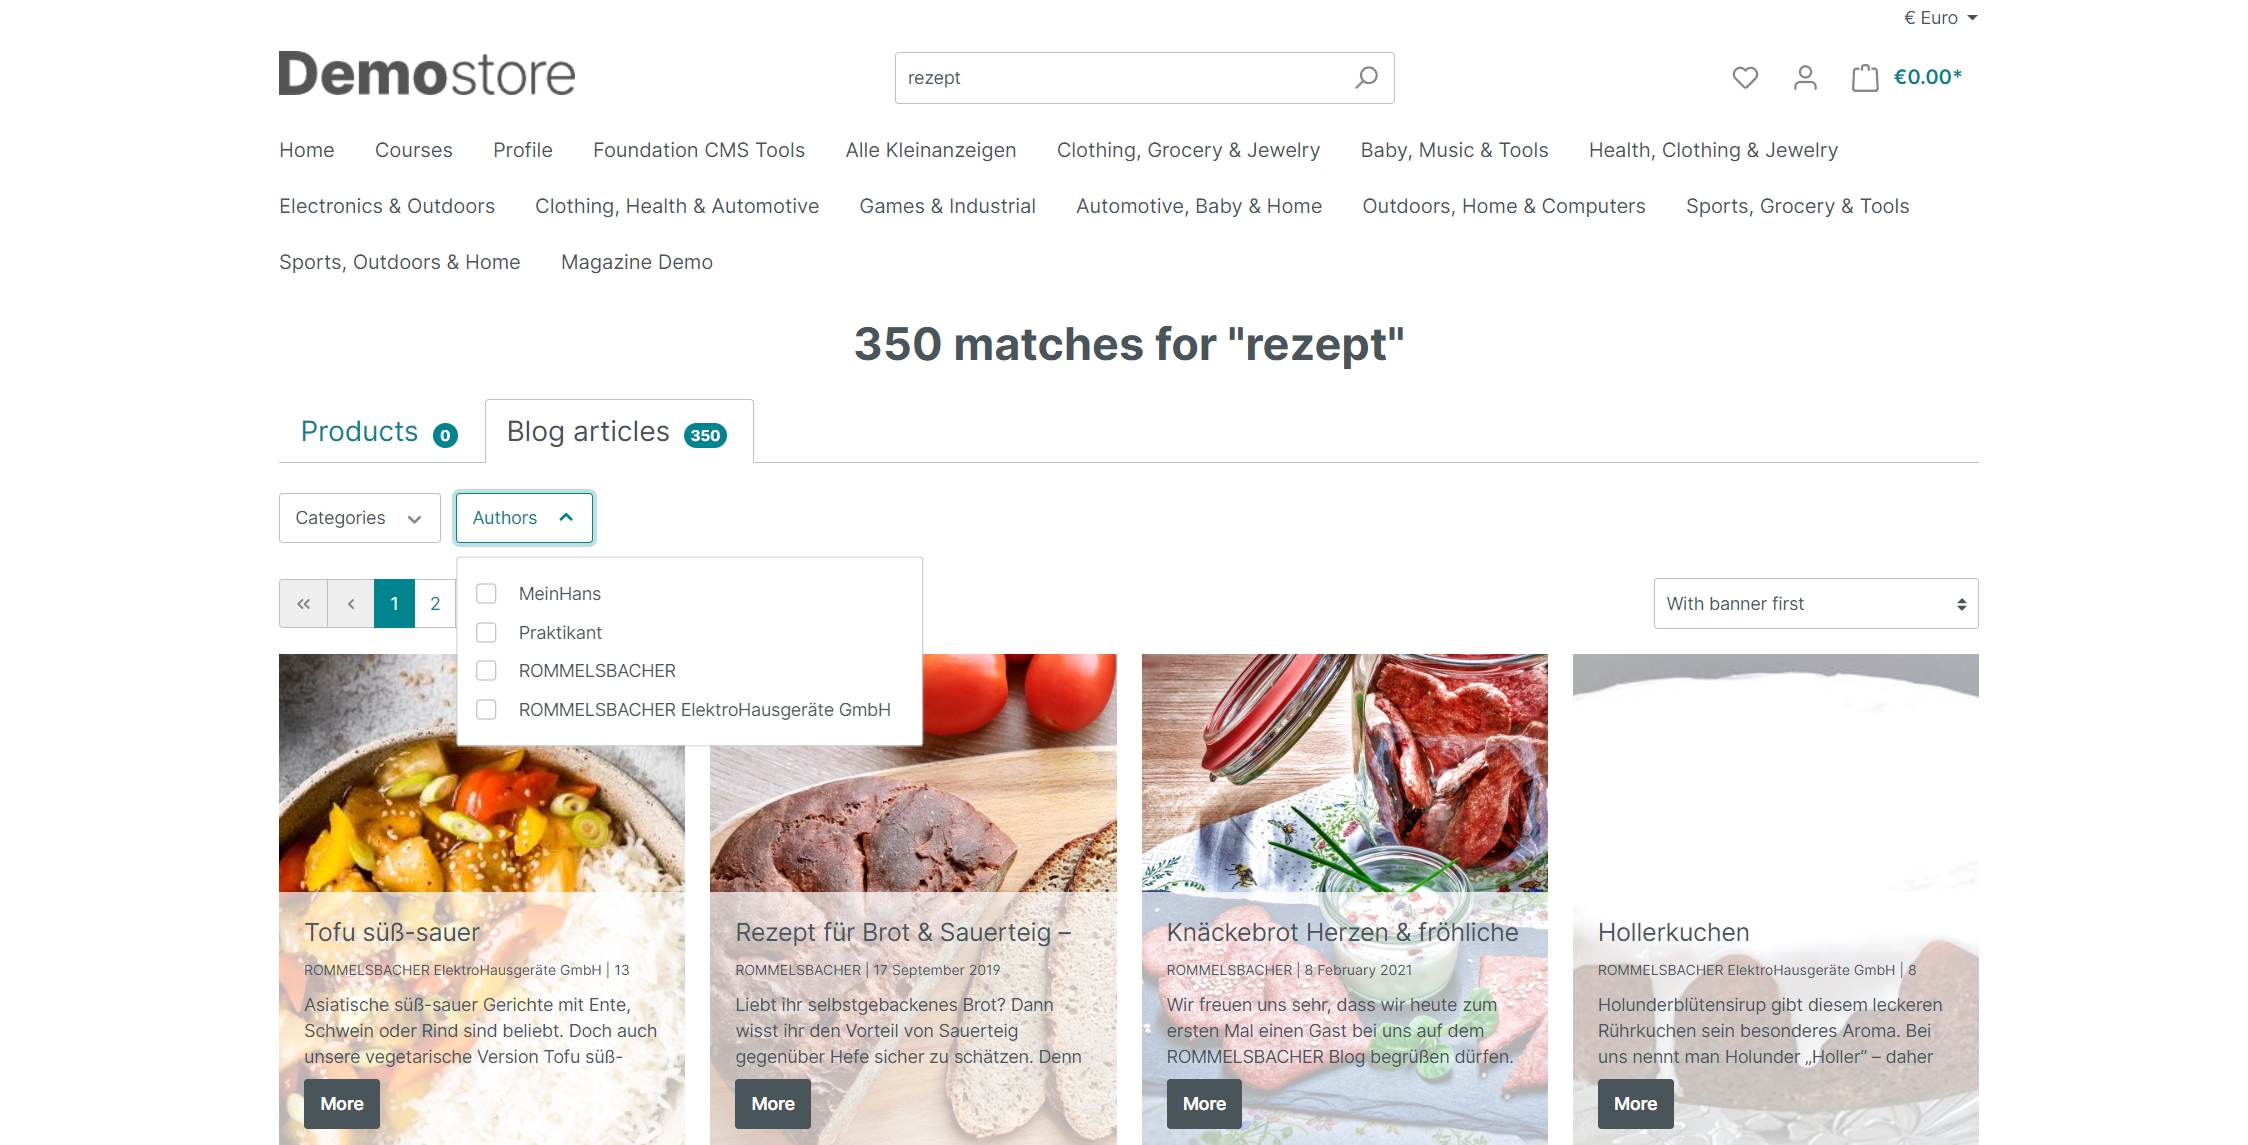 € Euro
Demostore
rezept
€0.00*
Home Courses Profile Foundation CMS Tools Alle Kleinanzeigen Clothing, Grocery & Jewelry Baby, Music & Tools Health, Clothing & Jewelry
Electronics & Outdoors Clothing, Health & Automotive Games & Industrial Automotive, Baby & Home Outdoors, Home & Computers Sports, Grocery & Tools
Sports, Outdoors & Home Magazine Demo
350 matches for "rezept"
Products 0 Blog articles 350
Categories Authors
MeinHans
Praktikant
ROMMELSBACHER
ROMMELSBACHER ElektroHausgeräte GmbH
« ‹ 1 2
With banner first
Tofu süß-sauer
ROMMELSBACHER ElektroHausgeräte GmbH | 13
Asiatische süß-sauer Gerichte mit Ente,
Schwein oder Rind sind beliebt. Doch auch
unsere vegetarische Version Tofu süß-
More
Rezept für Brot & Sauerteig –
ROMMELSBACHER | 17 September 2019
Liebt ihr selbstgebackenes Brot? Dann
wisst ihr den Vorteil von Sauerteig
gegenüber Hefe sicher zu schätzen. Denn
More
Knäckebrot Herzen & fröhliche
ROMMELSBACHER | 8 February 2021
Wir freuen uns sehr, dass wir heute zum
ersten Mal einen Gast bei uns auf dem
ROMMELSBACHER Blog begrüßen dürfen.
More
Hollerkuchen
ROMMELSBACHER ElektroHausgeräte GmbH | 8
Holunderblütensirup gibt diesem leckeren
Rührkuchen sein besonderes Aroma. Bei
uns nennt man Holunder „Holler“ – daher
More